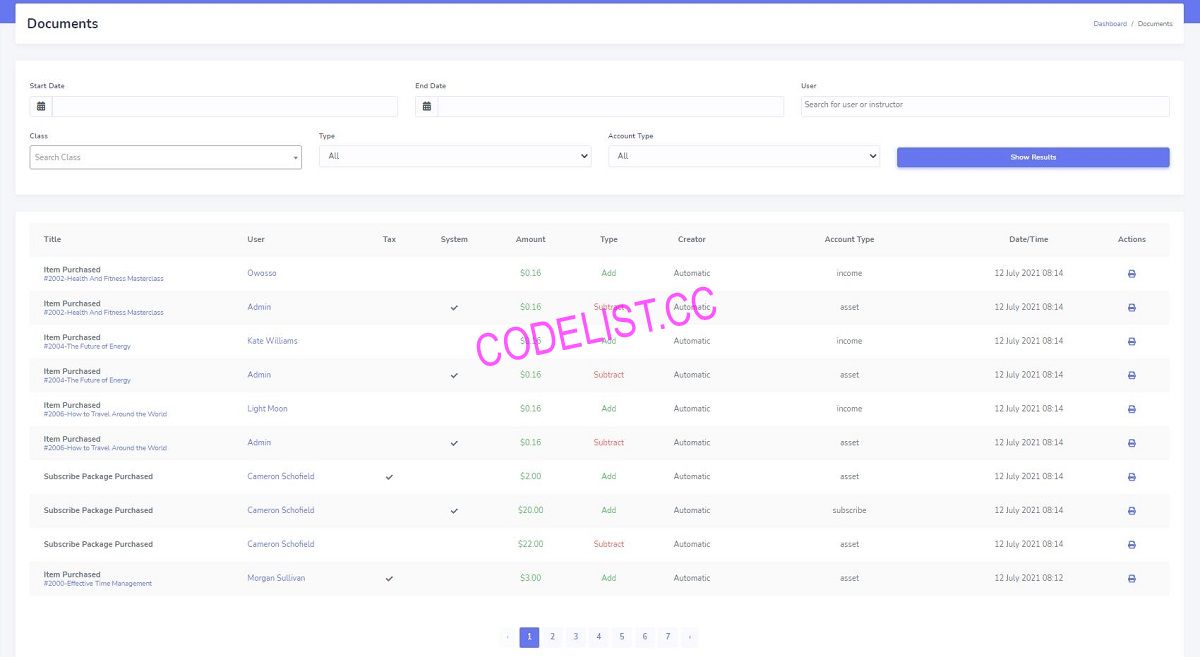 Documents
Dashboard / Documents
Start Date
End Date
User
Search for user or instructor
Class
Type
Account Type
Search Class
All
All
Show Results
Title User Tax System Amount Type Creator Account Type Date/Time Actions
Item Purchased
#2002-Health And Fitness Masterclass
Owosso $0.16 Add Automatic income 12 July 2021 08:14
Item Purchased
#2002-Health And Fitness Masterclass
Admin $0.16 Subtract Automatic asset 12 July 2021 08:14
Item Purchased
#2004-The Future of Energy
Kate Williams $0.16 Add Automatic income 12 July 2021 08:14
CODELIST.CC
Item Purchased
#2004-The Future of Energy
Admin $0.16 Subtract Automatic asset 12 July 2021 08:14
Item Purchased
#2006-How to Travel Around the World
Light Moon $0.16 Add Automatic income 12 July 2021 08:14
Item Purchased
#2006-How to Travel Around the World
Admin $0.16 Subtract Automatic asset 12 July 2021 08:14
Subscribe Package Purchased Cameron Schofield $2.00 Add Automatic asset 12 July 2021 08:14
Subscribe Package Purchased Cameron Schofield $20.00 Add Automatic subscribe 12 July 2021 08:14
Subscribe Package Purchased Cameron Schofield $22.00 Subtract Automatic asset 12 July 2021 08:14
Item Purchased
#2000-Effective Time Management
Morgan Sullivan $3.00 Add Automatic asset 12 July 2021 08:12
1 2 3 4 5 6 7